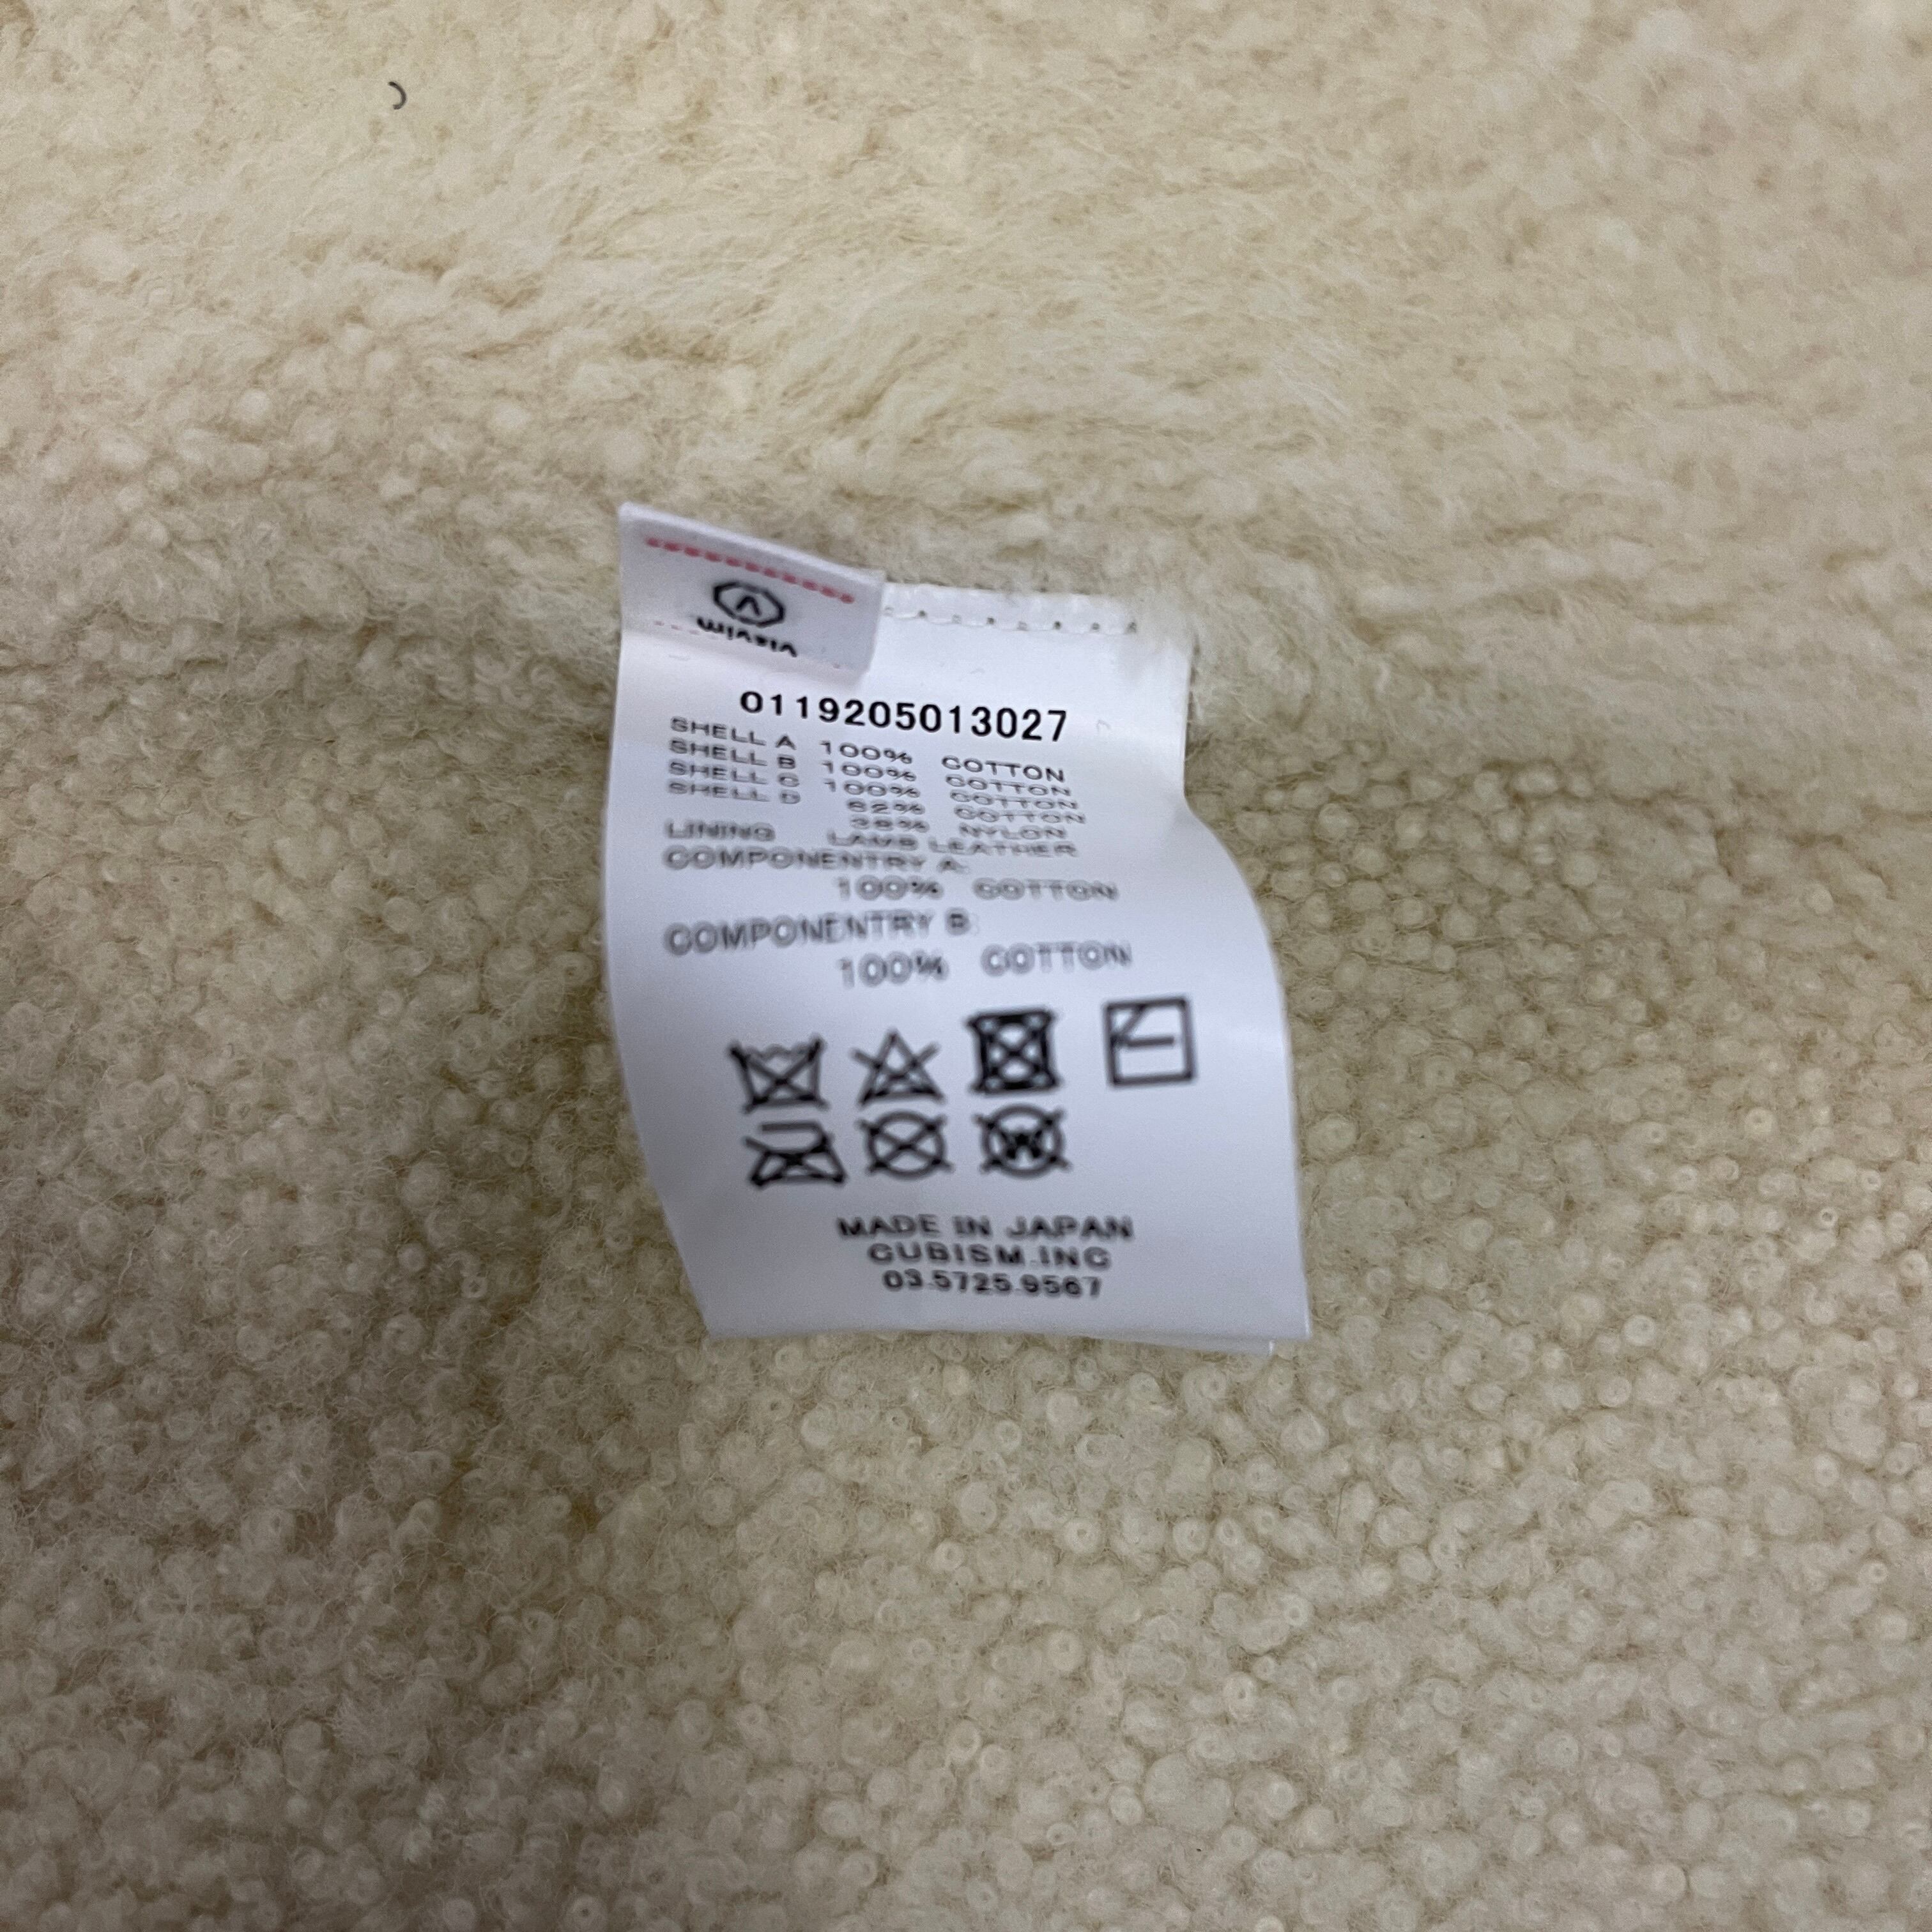 visvim
0119205013027
SHELL A 100% COTTON
SHELL B 100% COTTON
SHELL C 100% COTTON
SHELL D 62% COTTON
38% NYLON
LINING LAMB LEATHER
COMPONENTRY A:
100% COTTON
COMPONENTRY B:
100% COTTON
W
MADE IN JAPAN
CUBISM.INC
03.5725.9567